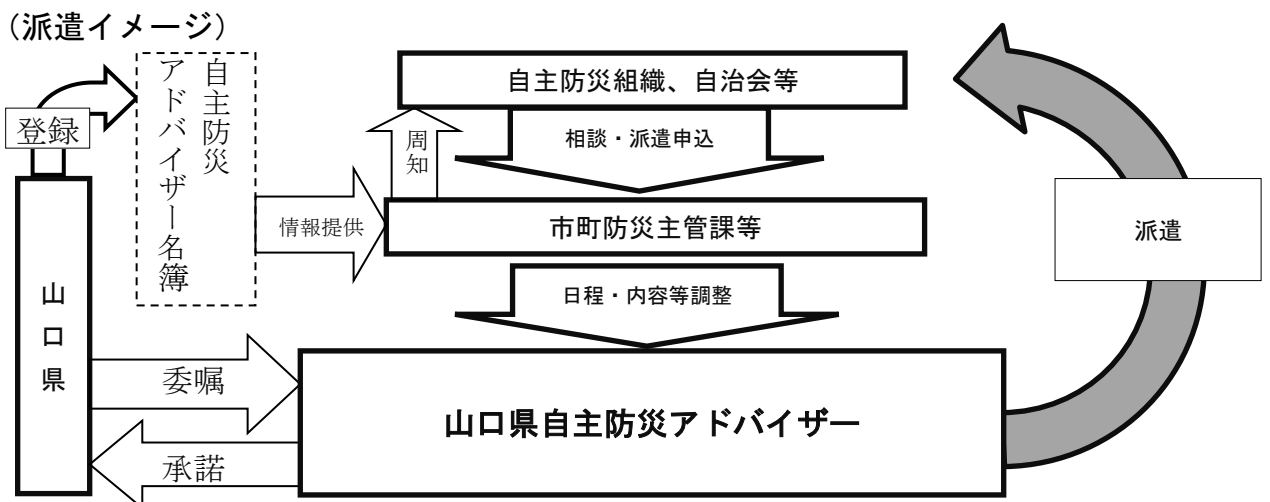 （派遣イメージ）
登録
自主防災
アドバイザー名簿
自主防災組織、自治会等
周知
相談・派遣申込
情報提供
市町防災主管課等
派遣
日程・内容等調整
山口県
委嘱
承諾
山口県自主防災アドバイザー